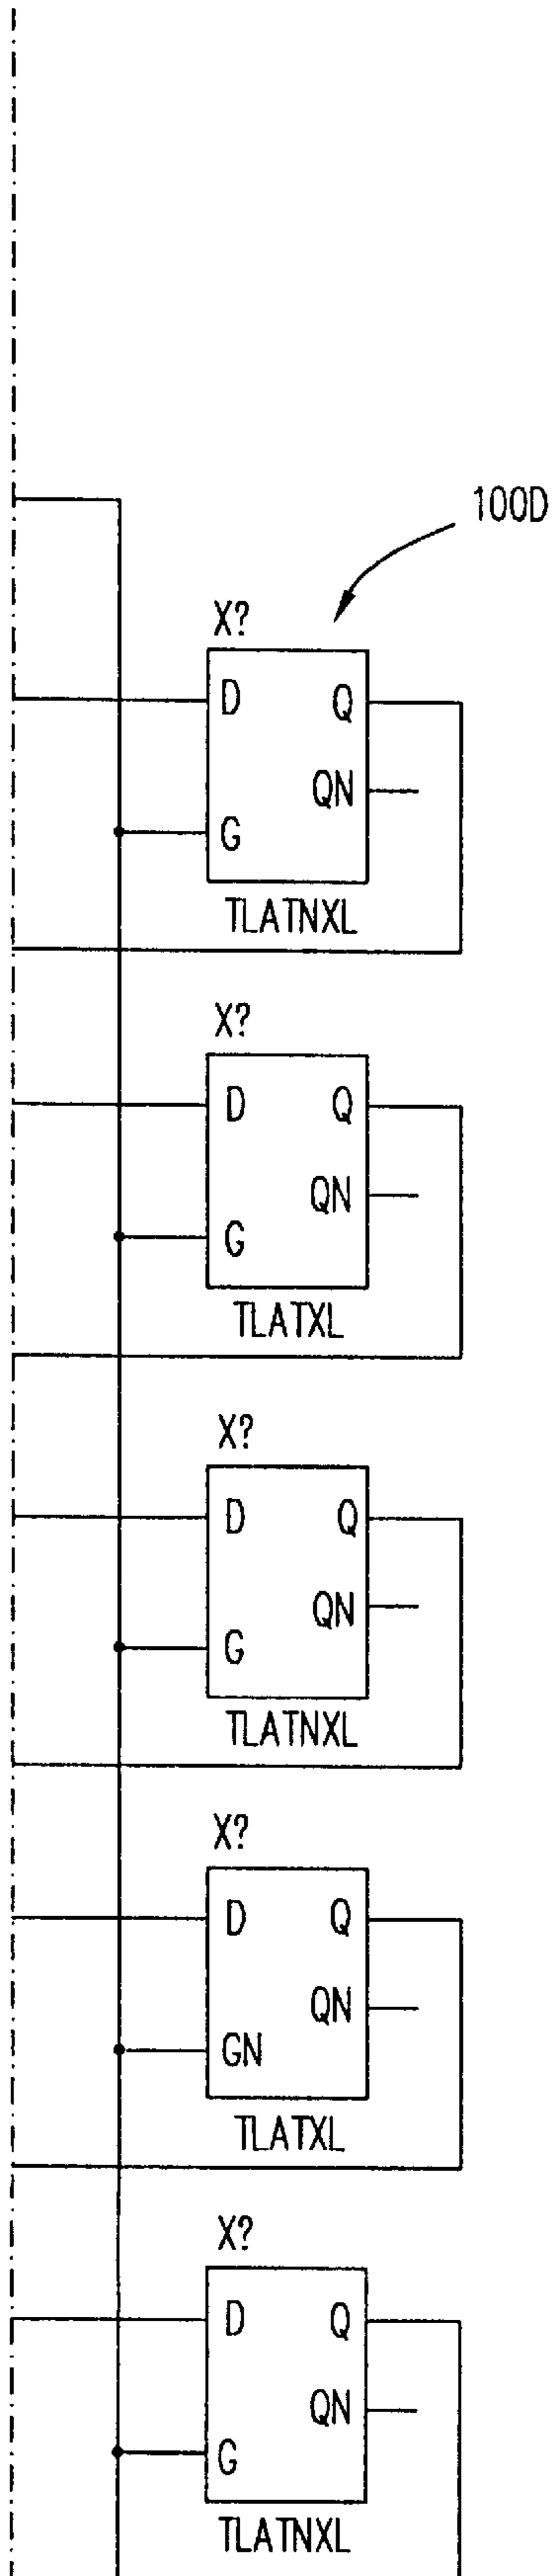 100D
X?
D Q
QN
G
TLATNXL
X?
D Q
QN
G
TLATXL
X?
D Q
QN
G
TLATNXL
X?
D Q
QN
GN
TLATXL
X?
D Q
QN
G
TLATNXL